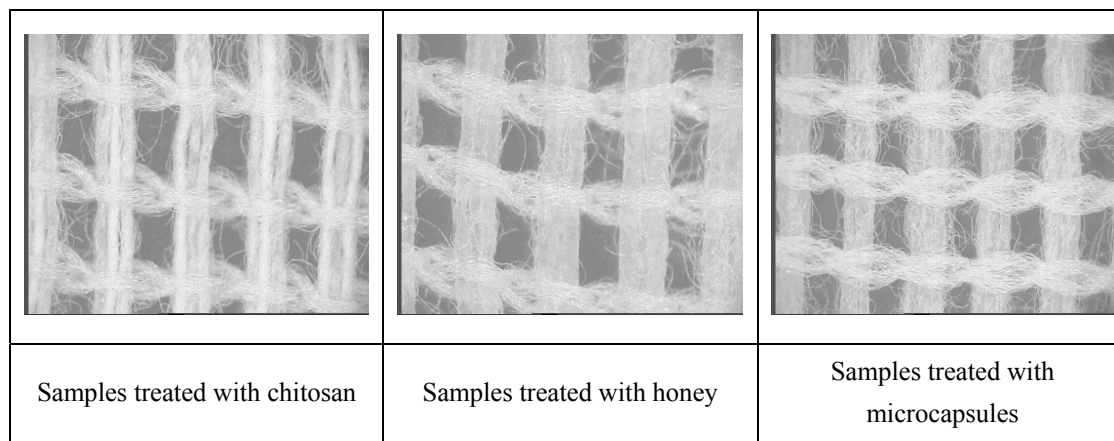 Samples treated with chitosan
Samples treated with honey
Samples treated with
microcapsules